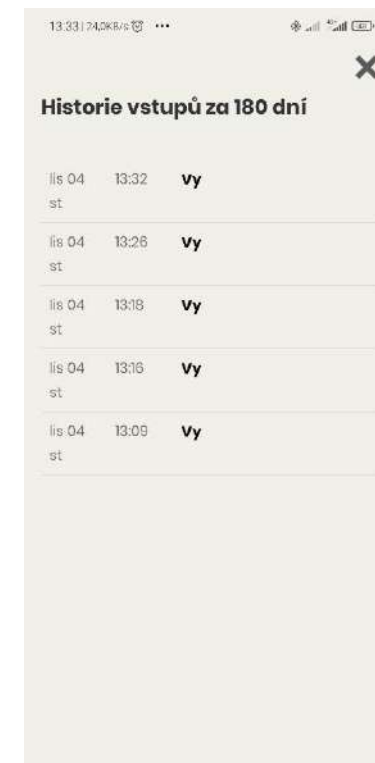 13:33 | 24,0KB/s ...
Historie vstupů za 180 dní
lis 04 13:32 Vy
st
lis 04 13:26 Vy
st
lis 04 13:18 Vy
st
lis 04 13:16 Vy
st
lis 04 13:09 Vy
st